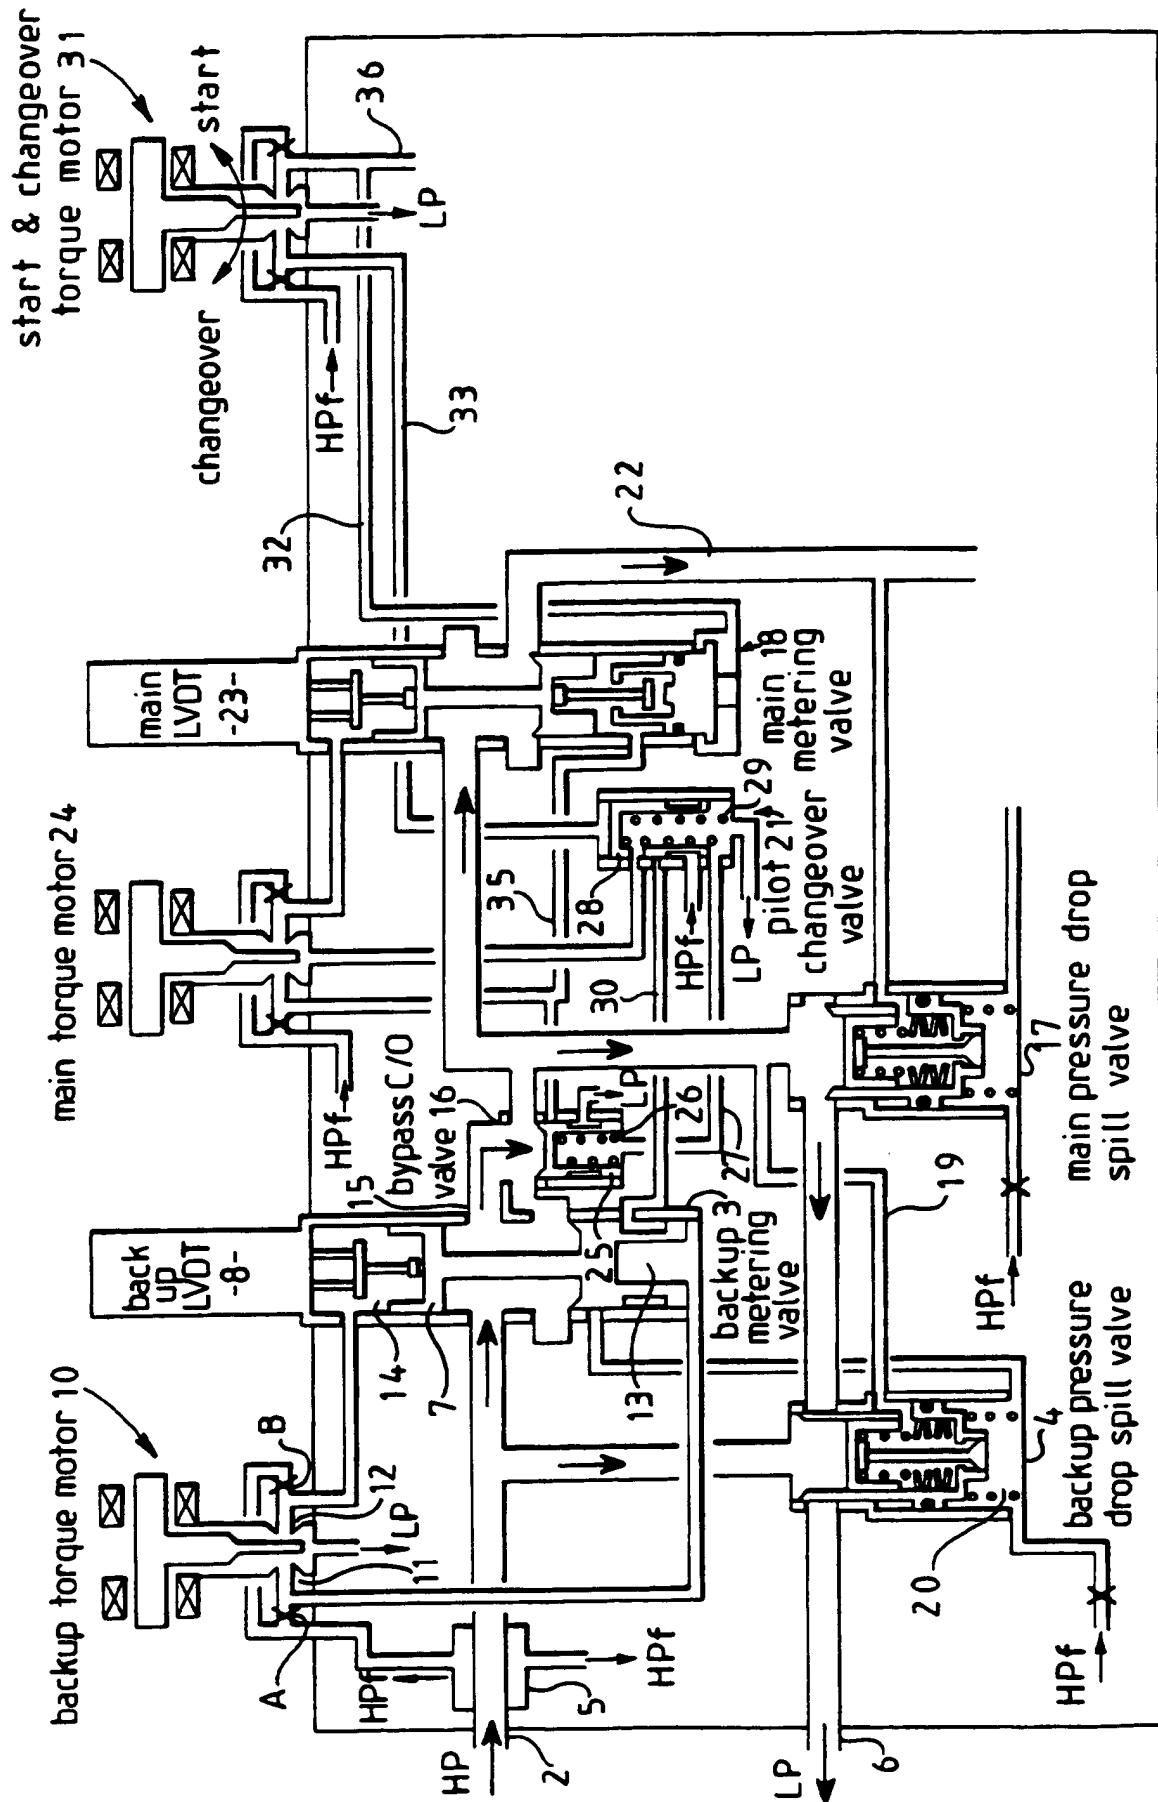 backup torque motor 10
main torque motor 24
start & changeover
torque motor 31
start
changeover
back
up
LVDT
-8-
main
LVDT
-23-
A
B
12
11
LP
HPf
HPf
5
HP
2
14
7
15
bypass C/O
valve 16
HPf
32
HPf
33
LP
36
22
35
28
30
HPf
LP
29
pilot 21
changeover
valve
main 18
metering
valve
LP
26
27
25
13
backup 3
metering
valve
19
main pressure drop
spill valve
17
HPf
backup pressure
drop spill valve
4
20
HPf
LP
6